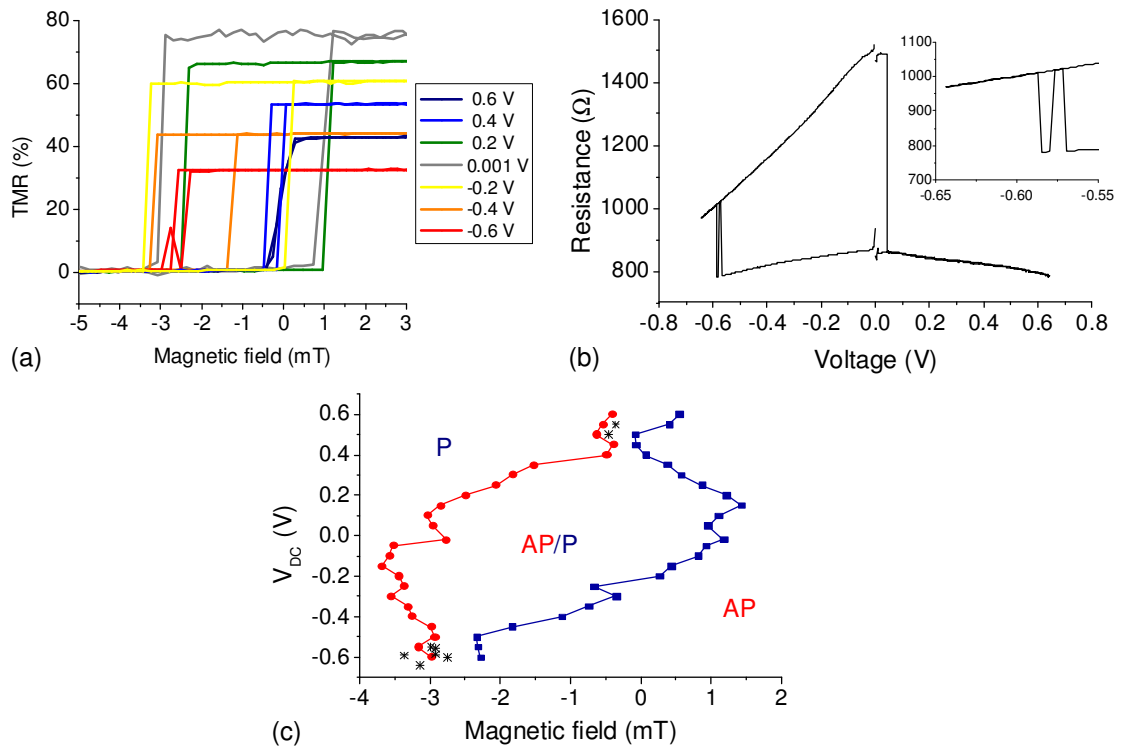 80
60
40
20
0
TMR (%)
-5 -4 -3 -2 -1 0 1 2 3
Magnetic field (mT)
(a)
0.6 V
0.4 V
0.2 V
0.001 V
-0.2 V
-0.4 V
-0.6 V
1600
1400
1200
1000
800
Resistance (Ω)
-0.8 -0.6 -0.4 -0.2 0.0 0.2 0.4 0.6 0.8
Voltage (V)
(b)
1100
1000
900
800
700
-0.65 -0.60 -0.55
0.6
0.4
0.2
0.0
-0.2
-0.4
-0.6
V_DC (V)
P
AP/P
AP
-4 -3 -2 -1 0 1 2
Magnetic field (mT)
(c)